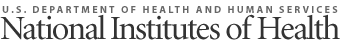 U.S. DEPARTMENT OF HEALTH AND HUMAN SERVICES
National Institutes of Health